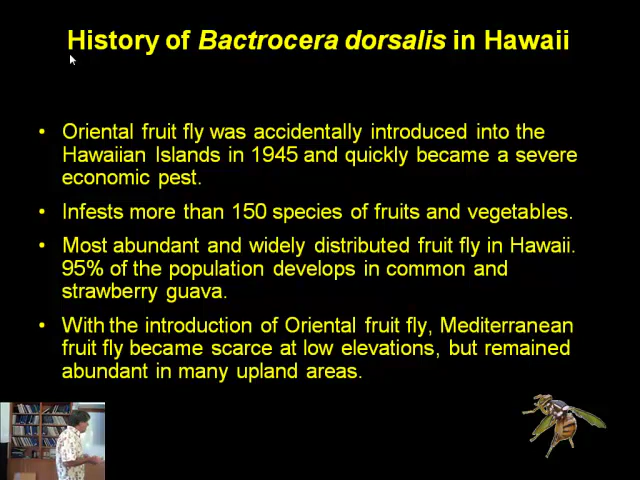 History of Bactrocera dorsalis in Hawaii
• Oriental fruit fly was accidentally introduced into the
Hawaiian Islands in 1945 and quickly became a severe
economic pest.
• Infests more than 150 species of fruits and vegetables.
• Most abundant and widely distributed fruit fly in Hawaii.
95% of the population develops in common and
strawberry guava.
• With the introduction of Oriental fruit fly, Mediterranean
fruit fly became scarce at low elevations, but remained
abundant in many upland areas.